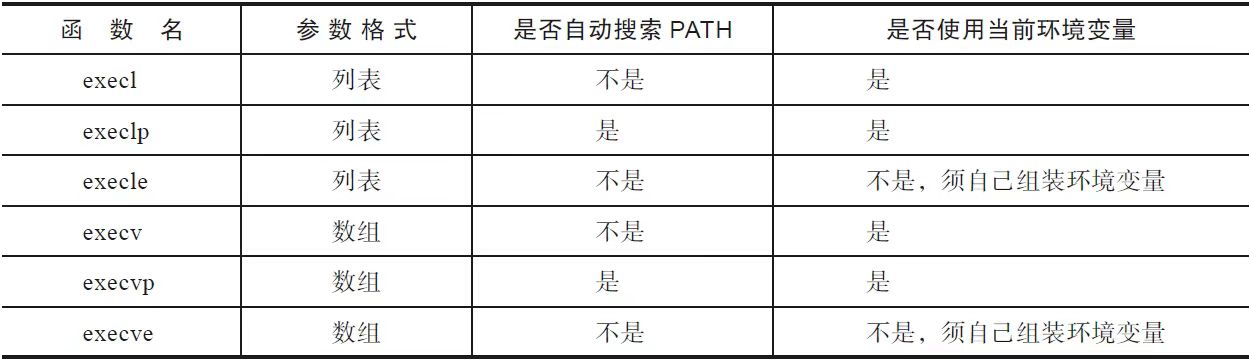 函 数 名 参 数 格 式 是否自动搜索 PATH 是否使用当前环境变量
execl 列表 不是 是
execlp 列表 是 是
execle 列表 不是 不是，须自己组装环境变量
execv 数组 不是 是
execvp 数组 是 是
execve 数组 不是 不是，须自己组装环境变量